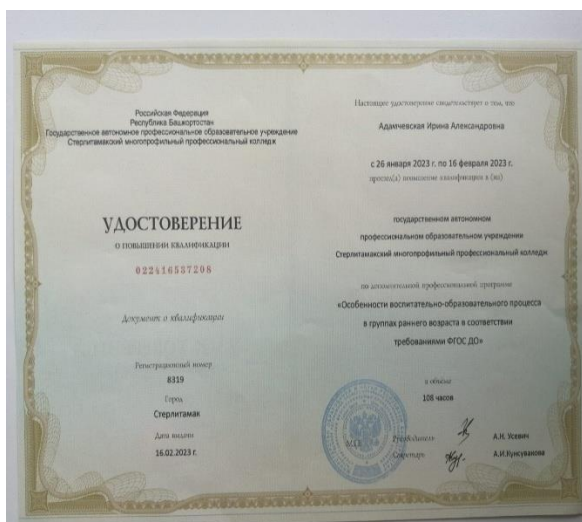 Российская Федерация
Республика Башкортостан
Государственное автономное профессиональное образовательное учреждение
Стерлитамакский многопрофильный профессиональный колледж
УДОСТОВЕРЕНИЕ
О ПОВЫШЕНИИ КВАЛИФИКАЦИИ
022416537208
Документ о квалификации
Регистрационный номер
8319
Город
Стерлитамак
Дата выдачи
16.02.2023 г.
Настоящее удостоверение свидетельствует о том, что
Адамчевская Ирина Александровна
с 26 января 2023 г. по 16 февраля 2023 г.
прошел(а) повышение квалификации в (на)
государственном автономном
профессиональном образовательном учреждении
Стерлитамакский многопрофильный профессиональный колледж
по дополнительной профессиональной программе
«Особенности воспитательно-образовательного процесса
в группах раннего возраста в соответствии
требованиями ФГОС ДО»
в объёме
108 часов
М.П.
Руководитель
А.Н. Усевич
Секретарь